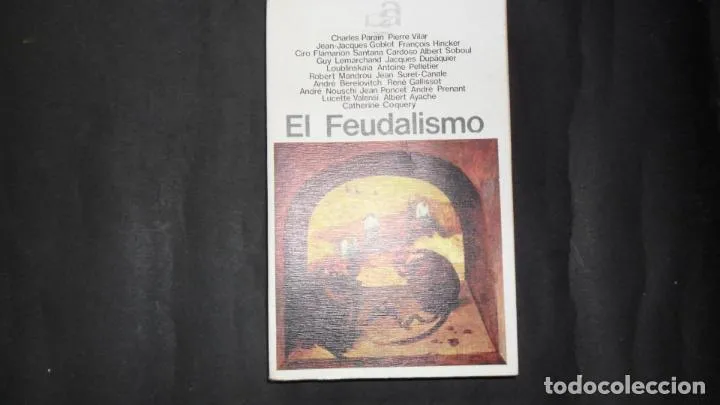 a
Charles Parain Pierre Vilar
Jean-Jacques Goblot François Hincker
Ciro Flamarion Santana Cardoso Albert Soboul
Guy Lemarchand Jacques Dupâquier
Loublinskaïa Antoine Pelletier
Robert Mandrou Jean Suret-Canale
André Berelovitch René Gallissot
André Nouschi Jean Poncet André Prenant
Lucette Valensi Albert Ayache
Catherine Coquery
El Feudalismo
todocoleccion.net